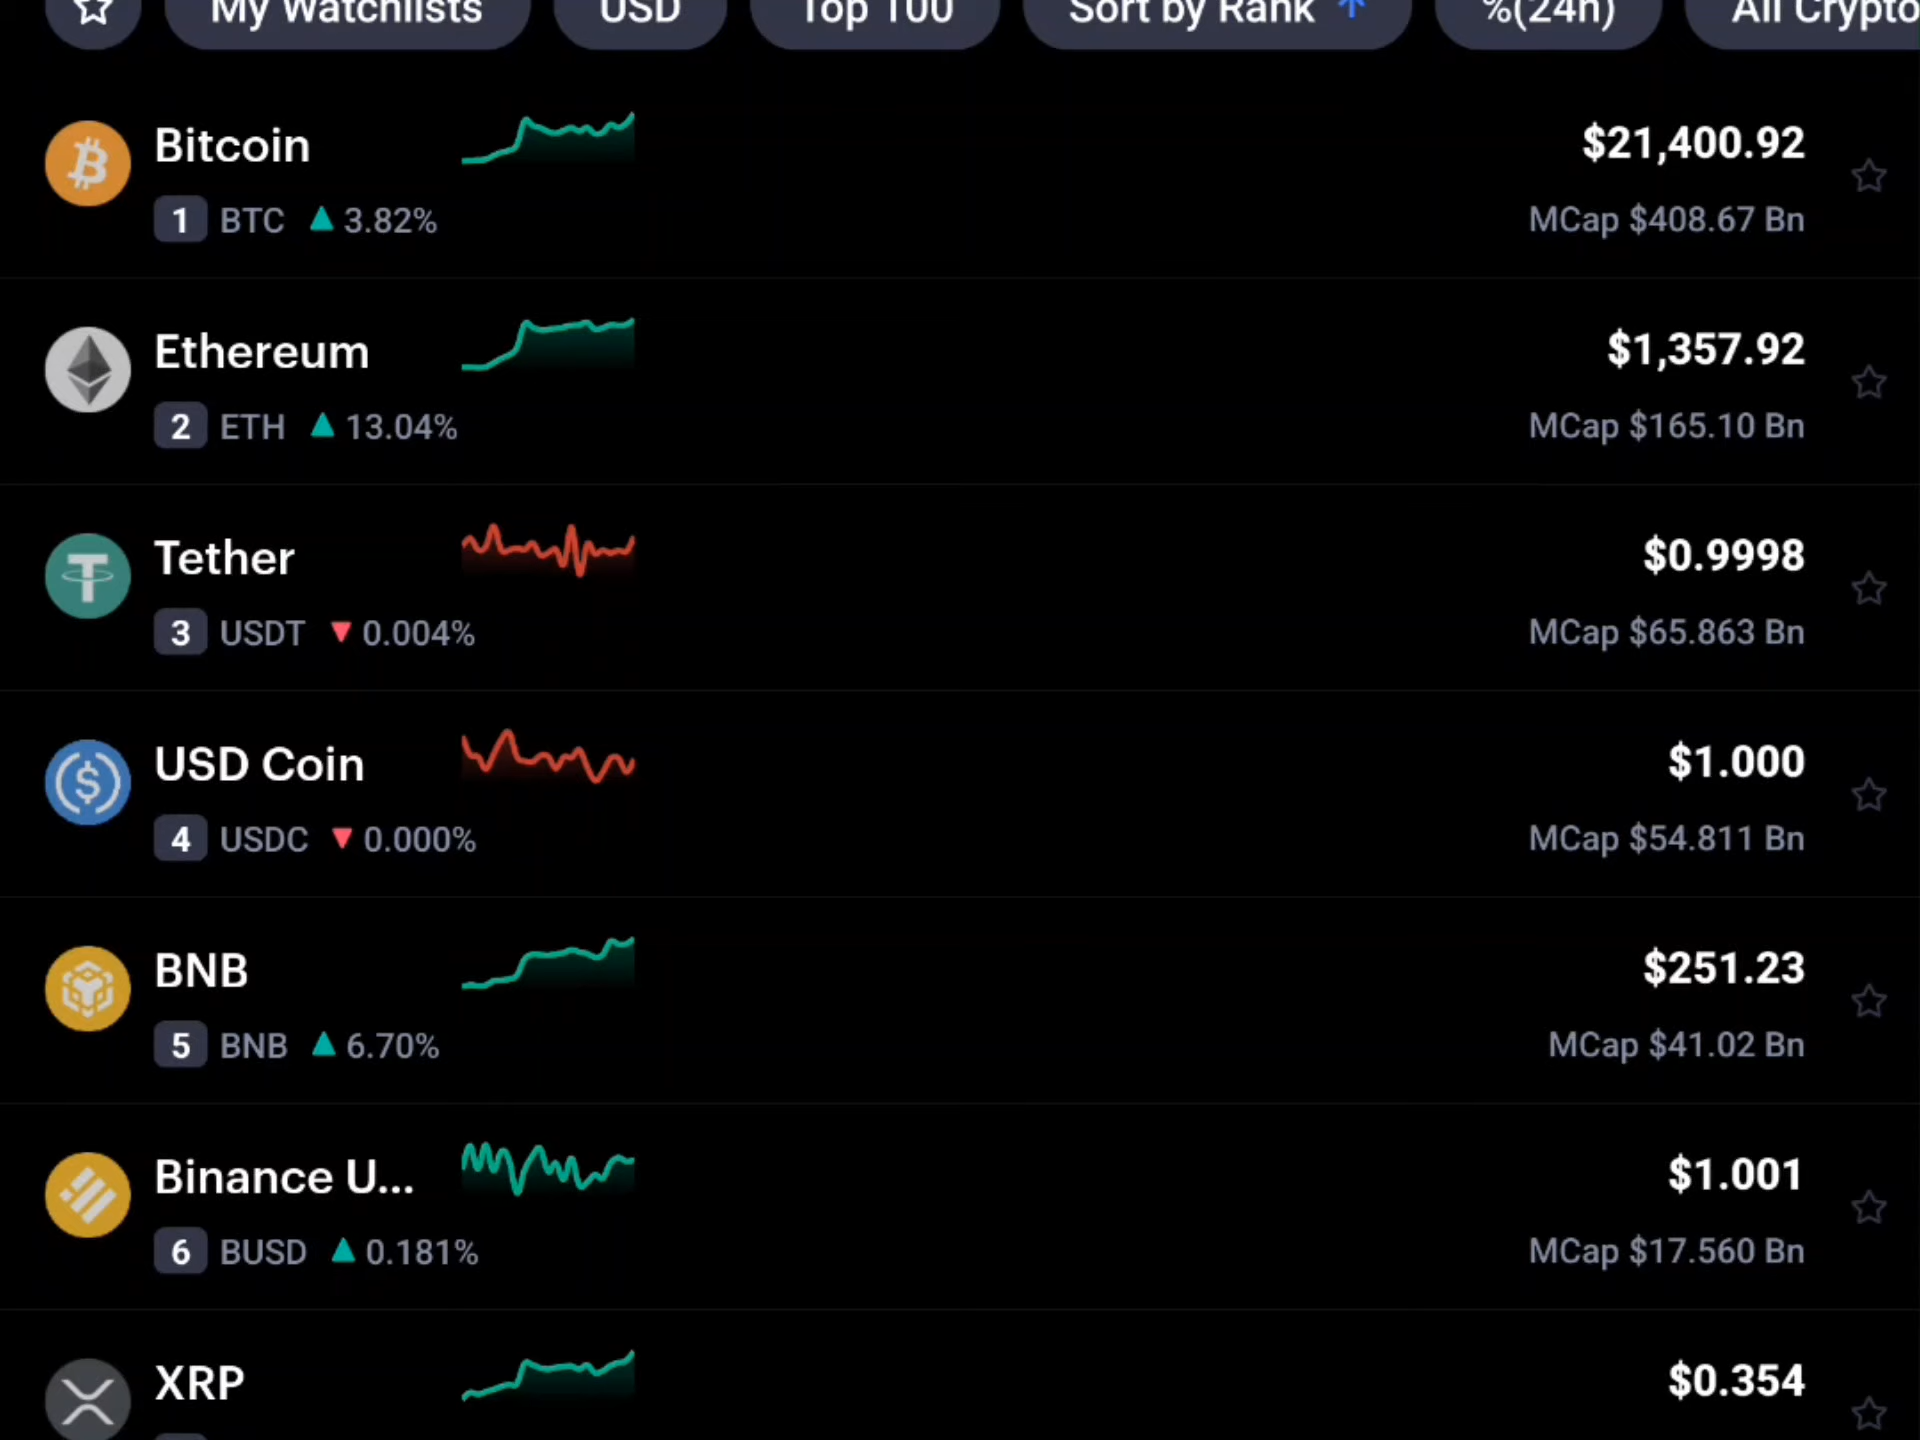 My Watchlists USD Top 100 Sort by Rank ↑ %(24h) All Crypto
Bitcoin $21,400.92
1 BTC ▲ 3.82% MCap $408.67 Bn
Ethereum $1,357.92
2 ETH ▲ 13.04% MCap $165.10 Bn
Tether $0.9998
3 USDT ▼ 0.004% MCap $65.863 Bn
USD Coin $1.000
4 USDC ▼ 0.000% MCap $54.811 Bn
BNB $251.23
5 BNB ▲ 6.70% MCap $41.02 Bn
Binance U... $1.001
6 BUSD ▲ 0.181% MCap $17.560 Bn
XRP $0.354